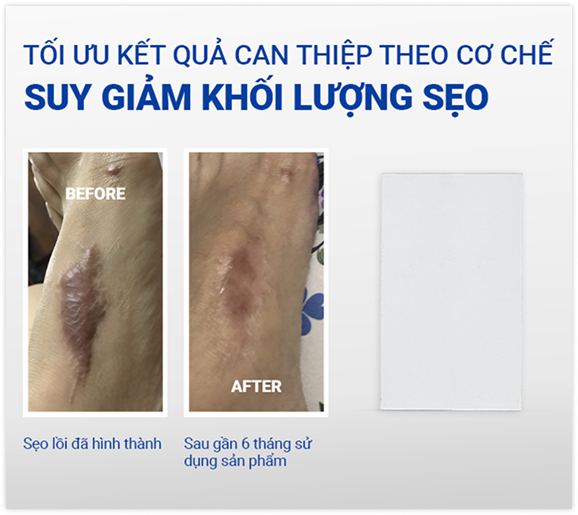 TỐI ƯU KẾT QUẢ CAN THIỆP THEO CƠ CHẾ
SUY GIẢM KHỐI LƯỢNG SẸO
BEFORE
AFTER
Sẹo lồi đã hình thành
Sau gần 6 tháng sử
dụng sản phẩm